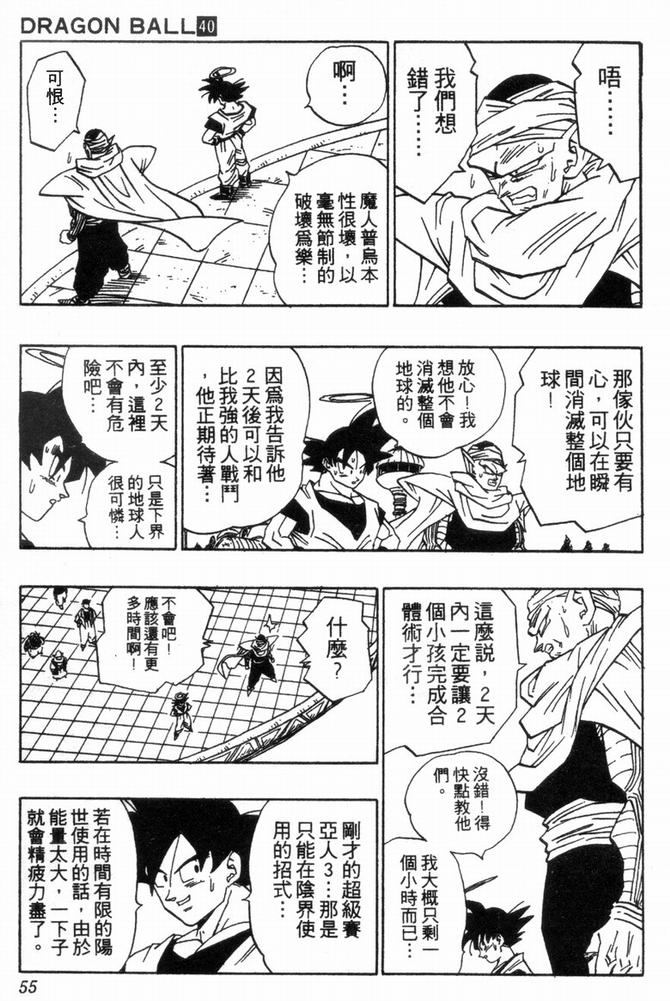 DRAGON BALL 40
唔…
我們想
錯了……
啊…
可恨…
魔人普烏本
性很壞，以
毫無節制的
破壞爲樂…
那傢伙只要有
心，可以在瞬
間消滅整個地
球！
放心！我
想他不會
消滅整個
地球的。
因爲我告訴他
2天後可以和
比我強的人戰鬥
，他正期待著…
至少2天
內，這裡
不會有危
險吧…
只是下界
的地球人
很可憐…
這麼説，2天
內一定要讓2
個小孩完成合
體術才行…
沒錯！得
快點教他
們。
我大概只剩一
個小時而已…
什麼？
不會吧！
應該還有更
多時間啊！
剛才的超級賽
亞人3…那是
只能在陰界使
用的招式…
若在時間有限的陽
世使用的話，由於
能量太大，一下子
就會精疲力盡了。
55